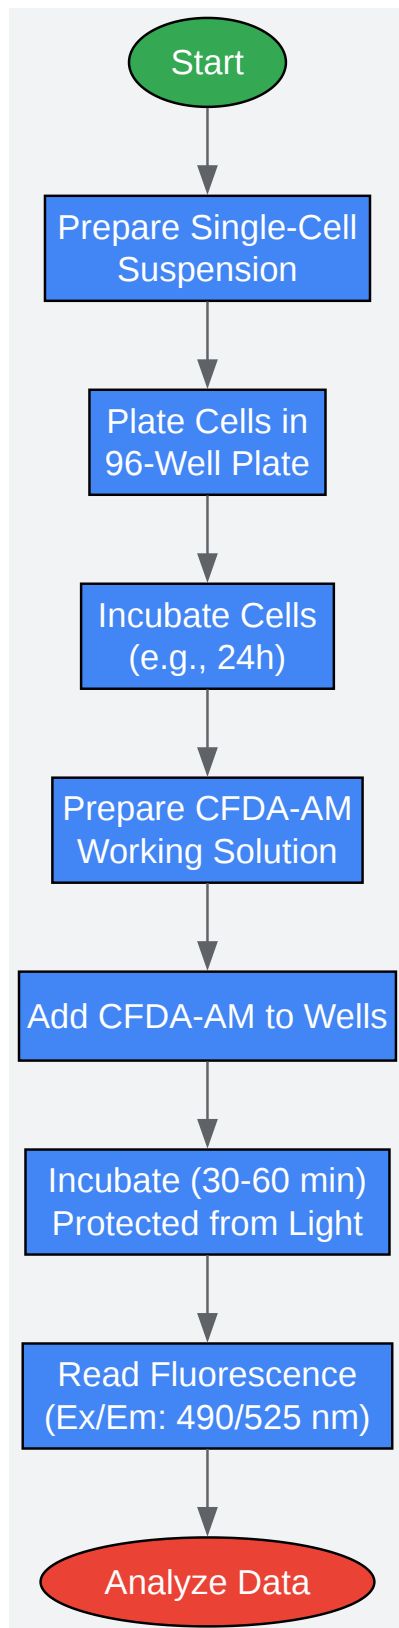 Start
Prepare Single-Cell
Suspension
Plate Cells in
96-Well Plate
Incubate Cells
(e.g., 24h)
Prepare CFDA-AM
Working Solution
Add CFDA-AM to Wells
Incubate (30-60 min)
Protected from Light
Read Fluorescence
(Ex/Em: 490/525 nm)
Analyze Data